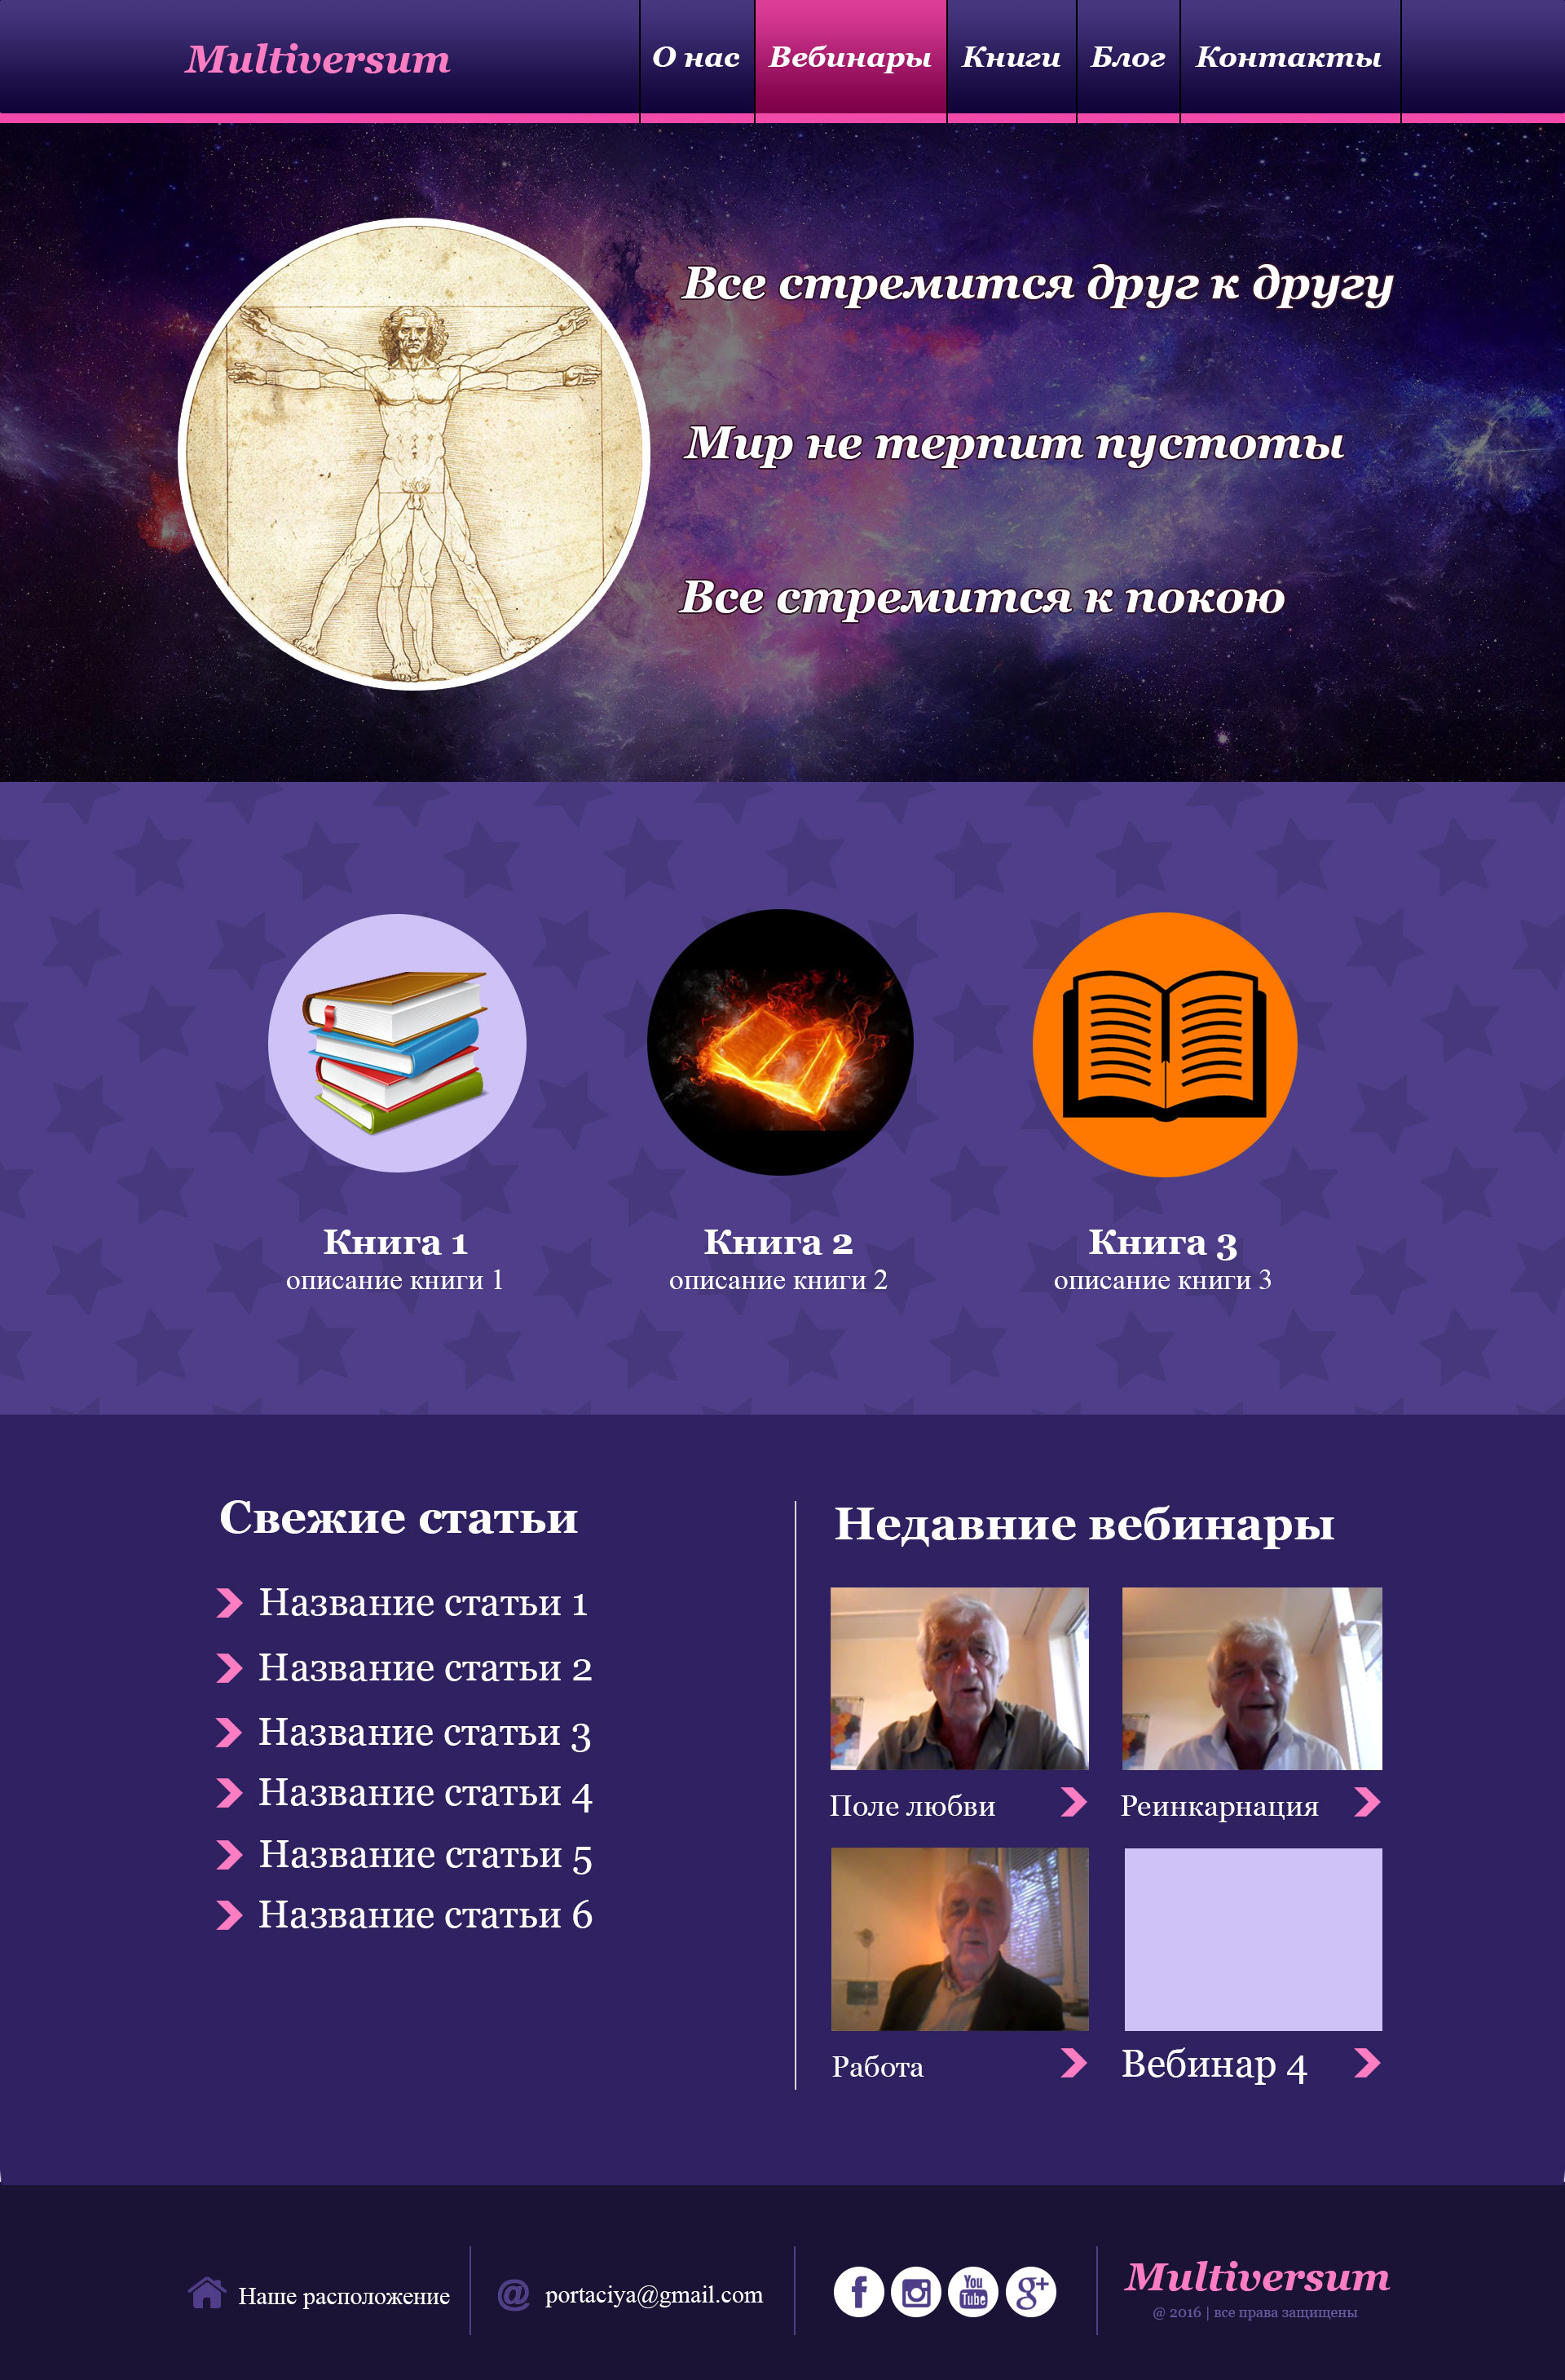 Multiversum
О нас
Вебинары
Книги
Блог
Контакты
Все стремится друг к другу
Мир не терпит пустоты
Все стремится к покою
Книга 1
описание книги 1
Книга 2
описание книги 2
Книга 3
описание книги 3
Свежие статьи
Название статьи 1
Название статьи 2
Название статьи 3
Название статьи 4
Название статьи 5
Название статьи 6
Недавние вебинары
Поле любви
Реинкарнация
Работа
Вебинар 4
Наше расположение
@ portaciya@gmail.com
f
You
Tube
g+
Multiversum
@ 2016 | все права защищены